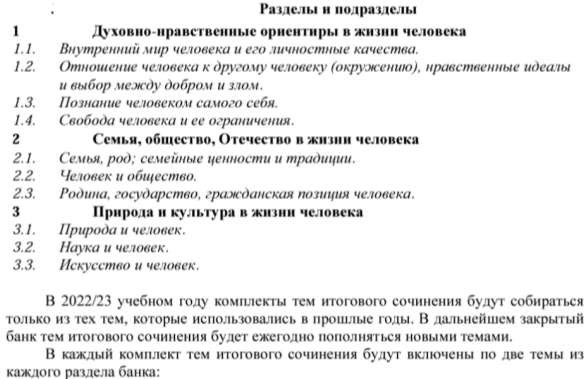 Разделы и подразделы
1 Духовно-нравственные ориентиры в жизни человека
1.1. Внутренний мир человека и его личностные качества.
1.2. Отношение человека к другому человеку (окружению), нравственные идеалы
и выбор между добром и злом.
1.3. Познание человеком самого себя.
1.4. Свобода человека и ее ограничения.
2 Семья, общество, Отечество в жизни человека
2.1. Семья, род; семейные ценности и традиции.
2.2. Человек и общество.
2.3. Родина, государство, гражданская позиция человека.
3 Природа и культура в жизни человека
3.1. Природа и человек.
3.2. Наука и человек.
3.3. Искусство и человек.
В 2022/23 учебном году комплекты тем итогового сочинения будут собираться
только из тех тем, которые использовались в прошлые годы. В дальнейшем закрытый
банк тем итогового сочинения будет ежегодно пополняться новыми темами.
В каждый комплект тем итогового сочинения будут включены по две темы из
каждого раздела банка: